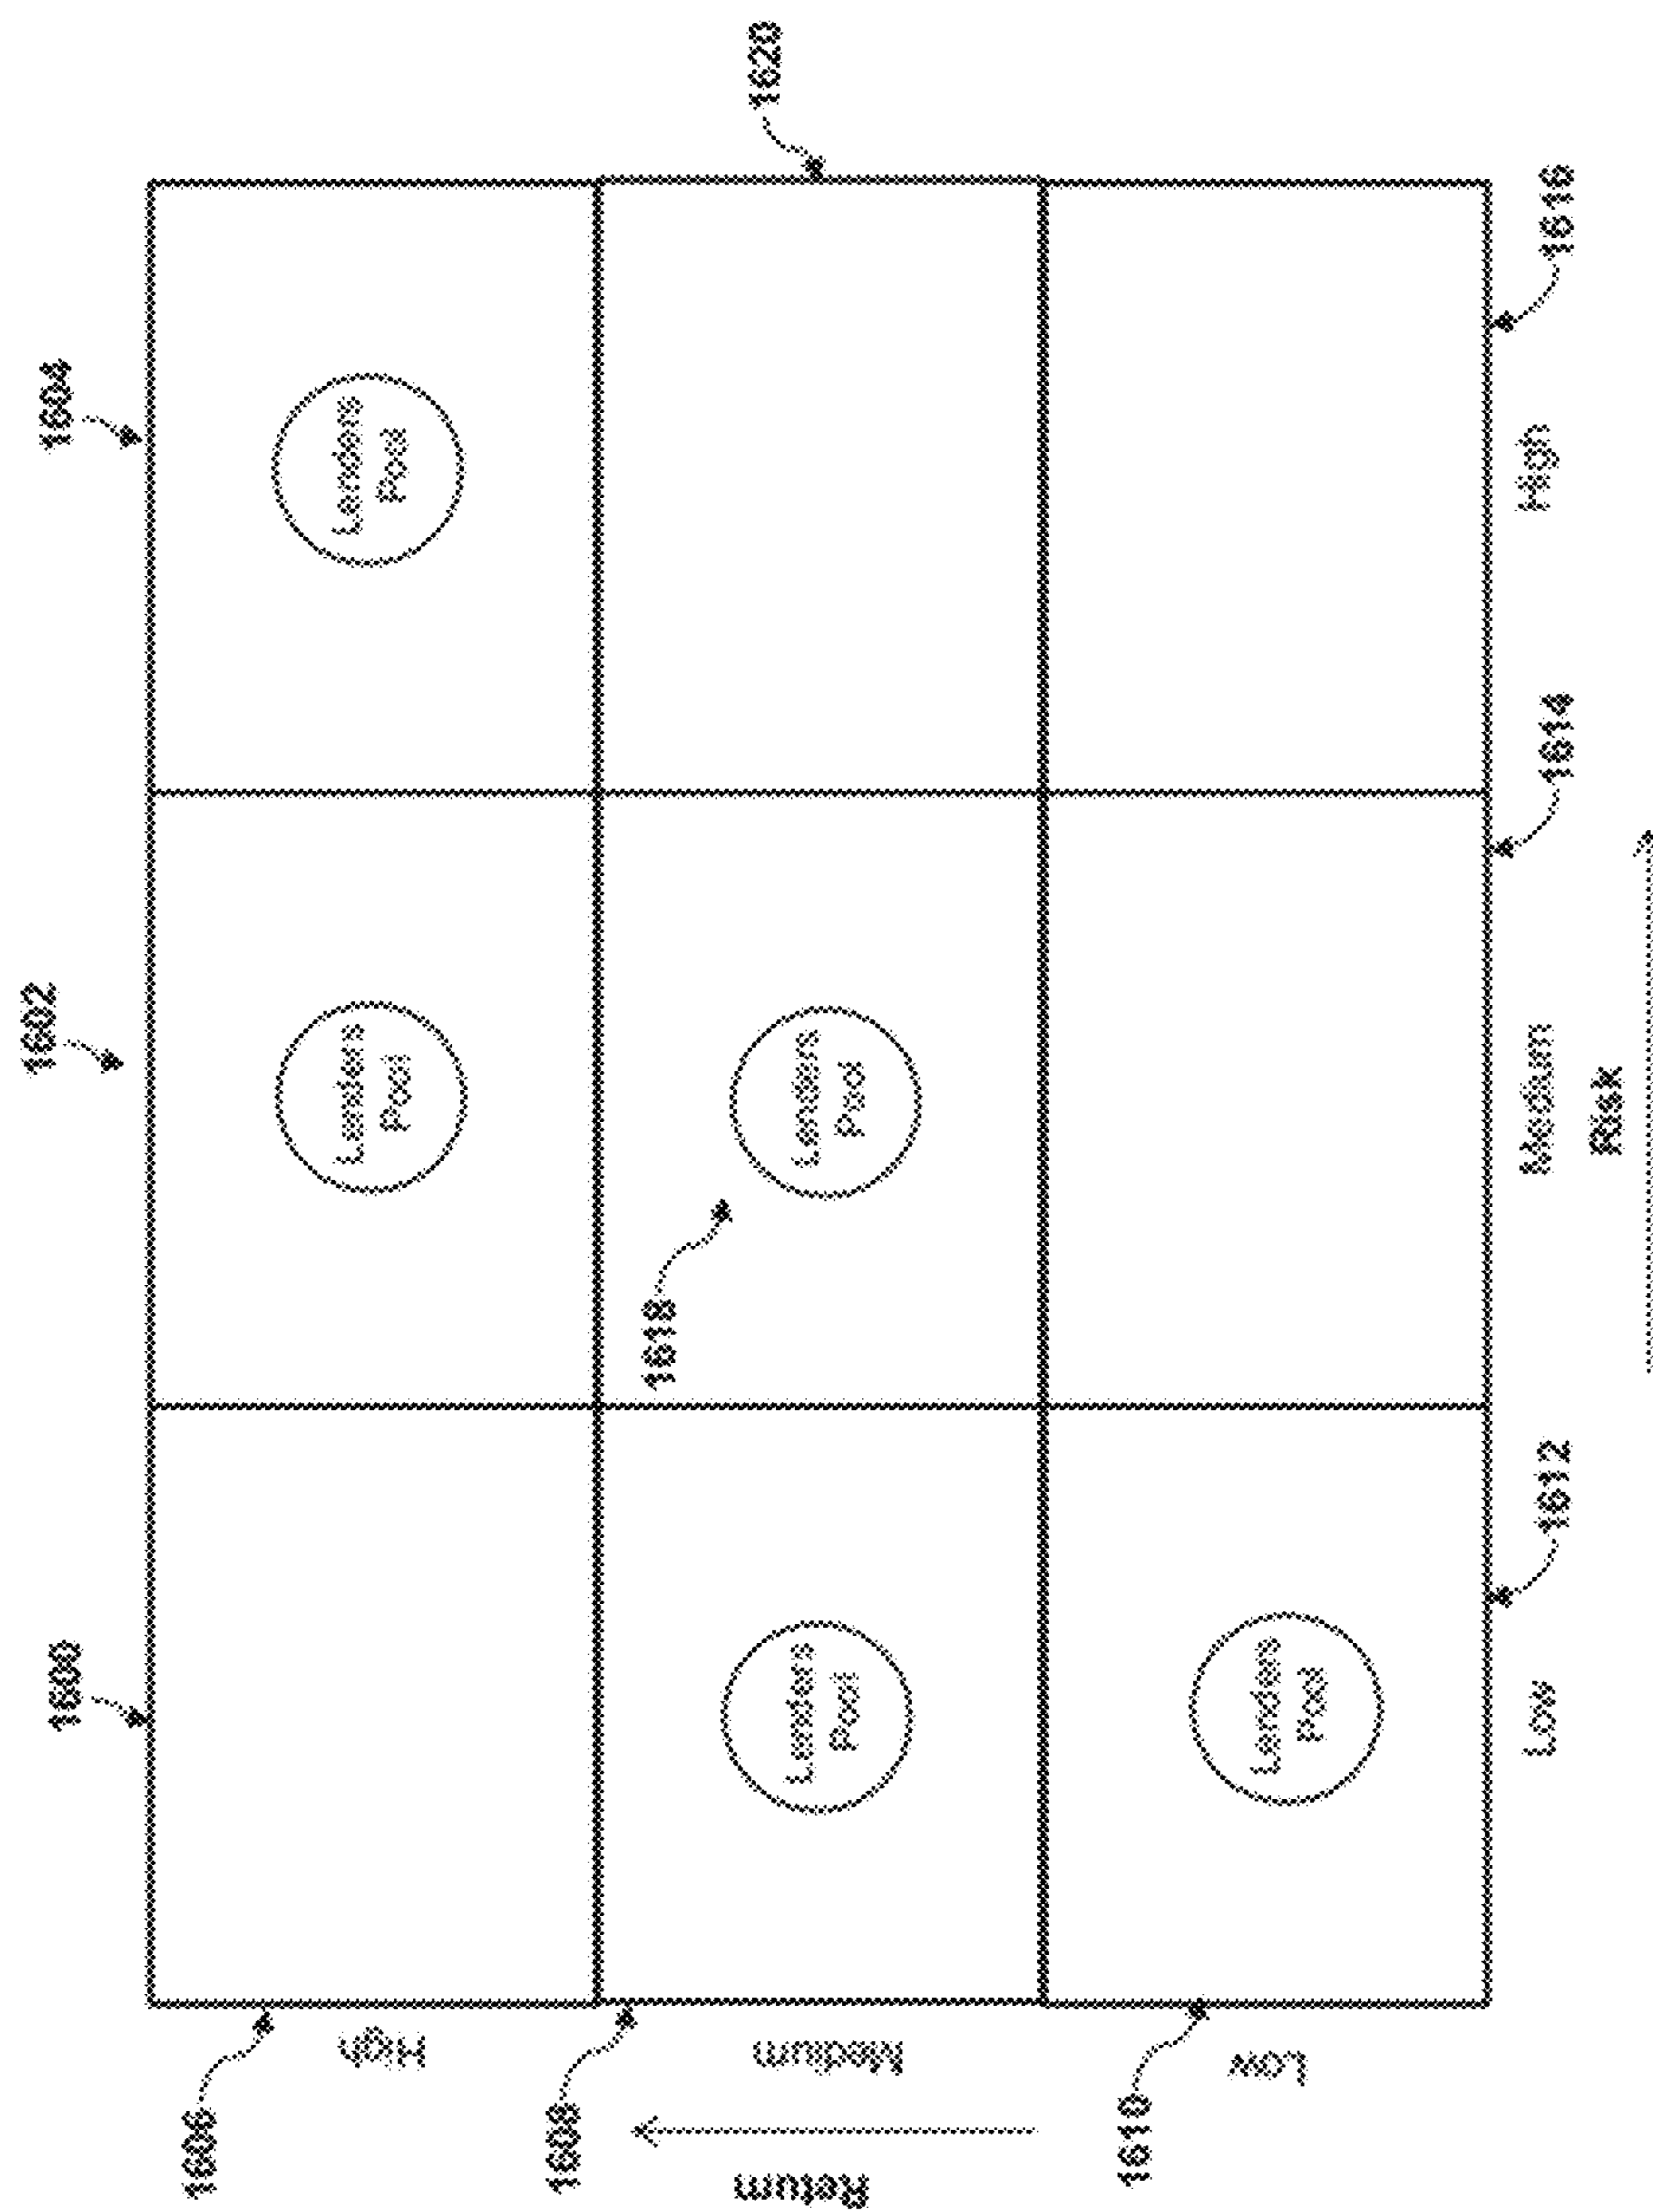 1600
1602
1604
1606
High
Lenders
Pool
Lenders
Pool
1608
1618
1620
Return
Medium
Lenders
Pool
Lenders
Pool
1610
Low
Lenders
Pool
1612
1614
1616
Low
Medium
High
Risk